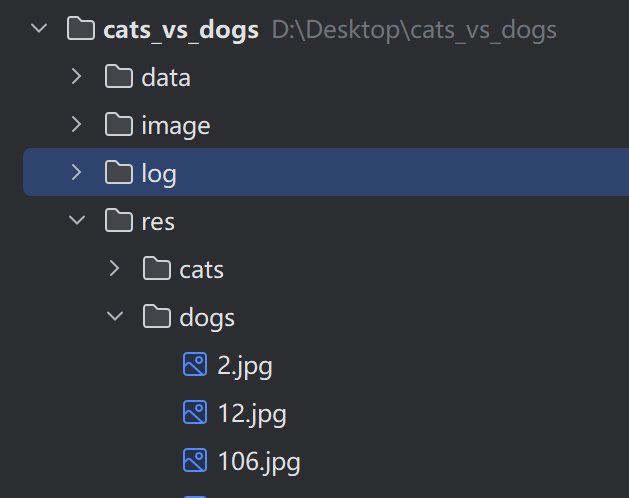 cats_vs_dogs D:\Desktop\cats_vs_dogs
data
image
log
res
cats
dogs
2.jpg
12.jpg
106.jpg